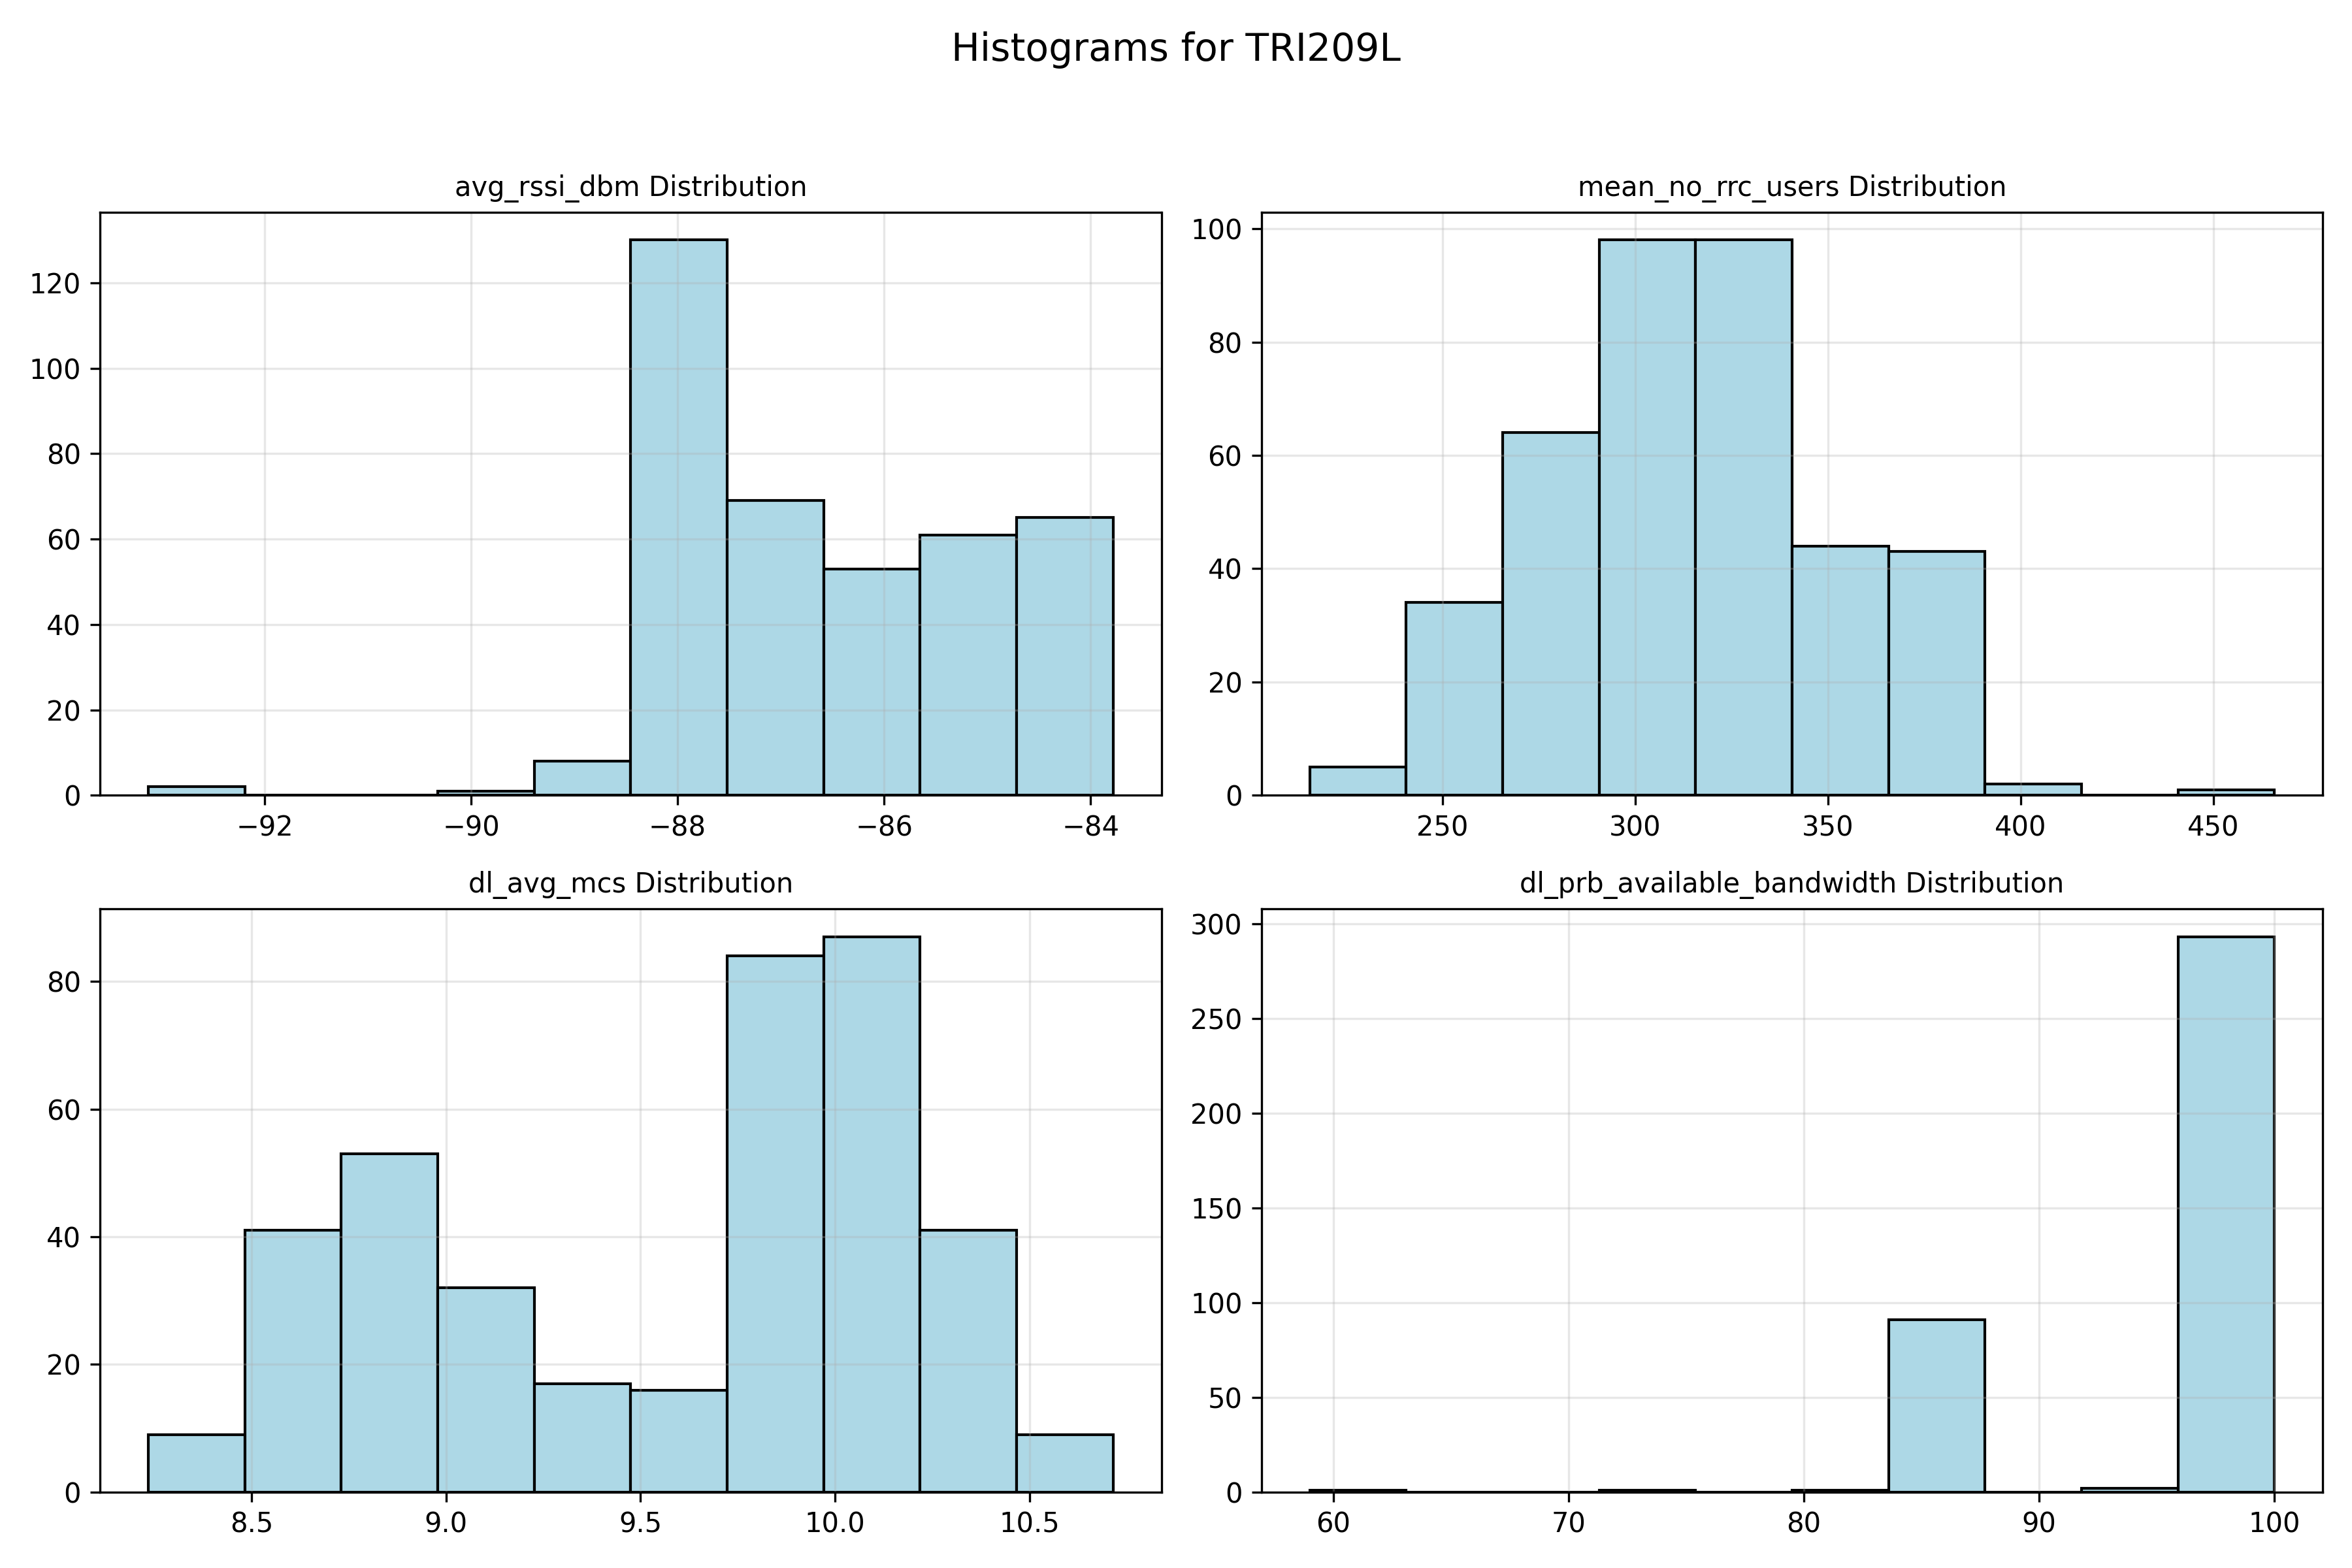 Histograms for TRI209L
avg_rssi_dbm Distribution
120
100
80
60
40
20
0
−92 −90 −88 −86 −84
mean_no_rrc_users Distribution
100
80
60
40
20
0
250 300 350 400 450
dl_avg_mcs Distribution
80
60
40
20
0
8.5 9.0 9.5 10.0 10.5
dl_prb_available_bandwidth Distribution
300
250
200
150
100
50
0
60 70 80 90 100